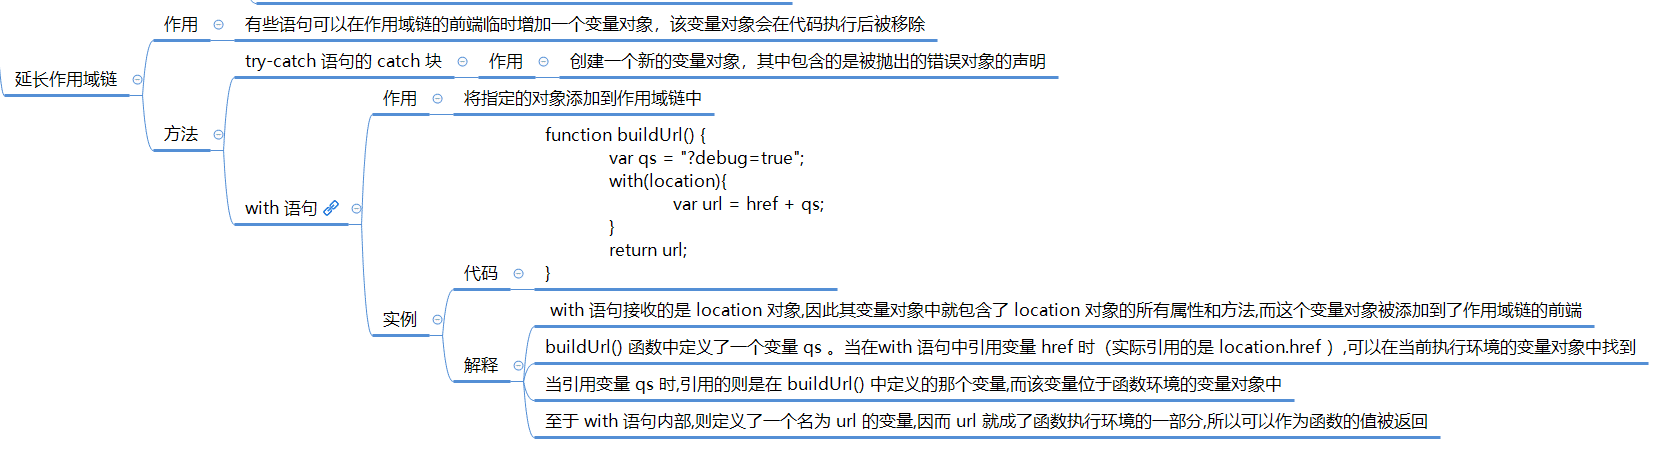 延长作用域链
作用
有些语句可以在作用域链的前端临时增加一个变量对象，该变量对象会在代码执行后被移除
方法
try-catch 语句的 catch 块
作用
创建一个新的变量对象，其中包含的是被抛出的错误对象的声明
with 语句
作用
将指定的对象添加到作用域链中
实例
代码
function buildUrl() {
var qs = "?debug=true";
with(location){
var url = href + qs;
}
return url;
}
解释
with 语句接收的是 location 对象,因此其变量对象中就包含了 location 对象的所有属性和方法,而这个变量对象被添加到了作用域链的前端
buildUrl() 函数中定义了一个变量 qs 。当在with 语句中引用变量 href 时（实际引用的是 location.href ）,可以在当前执行环境的变量对象中找到
当引用变量 qs 时,引用的则是在 buildUrl() 中定义的那个变量,而该变量位于函数环境的变量对象中
至于 with 语句内部,则定义了一个名为 url 的变量,因而 url 就成了函数执行环境的一部分,所以可以作为函数的值被返回